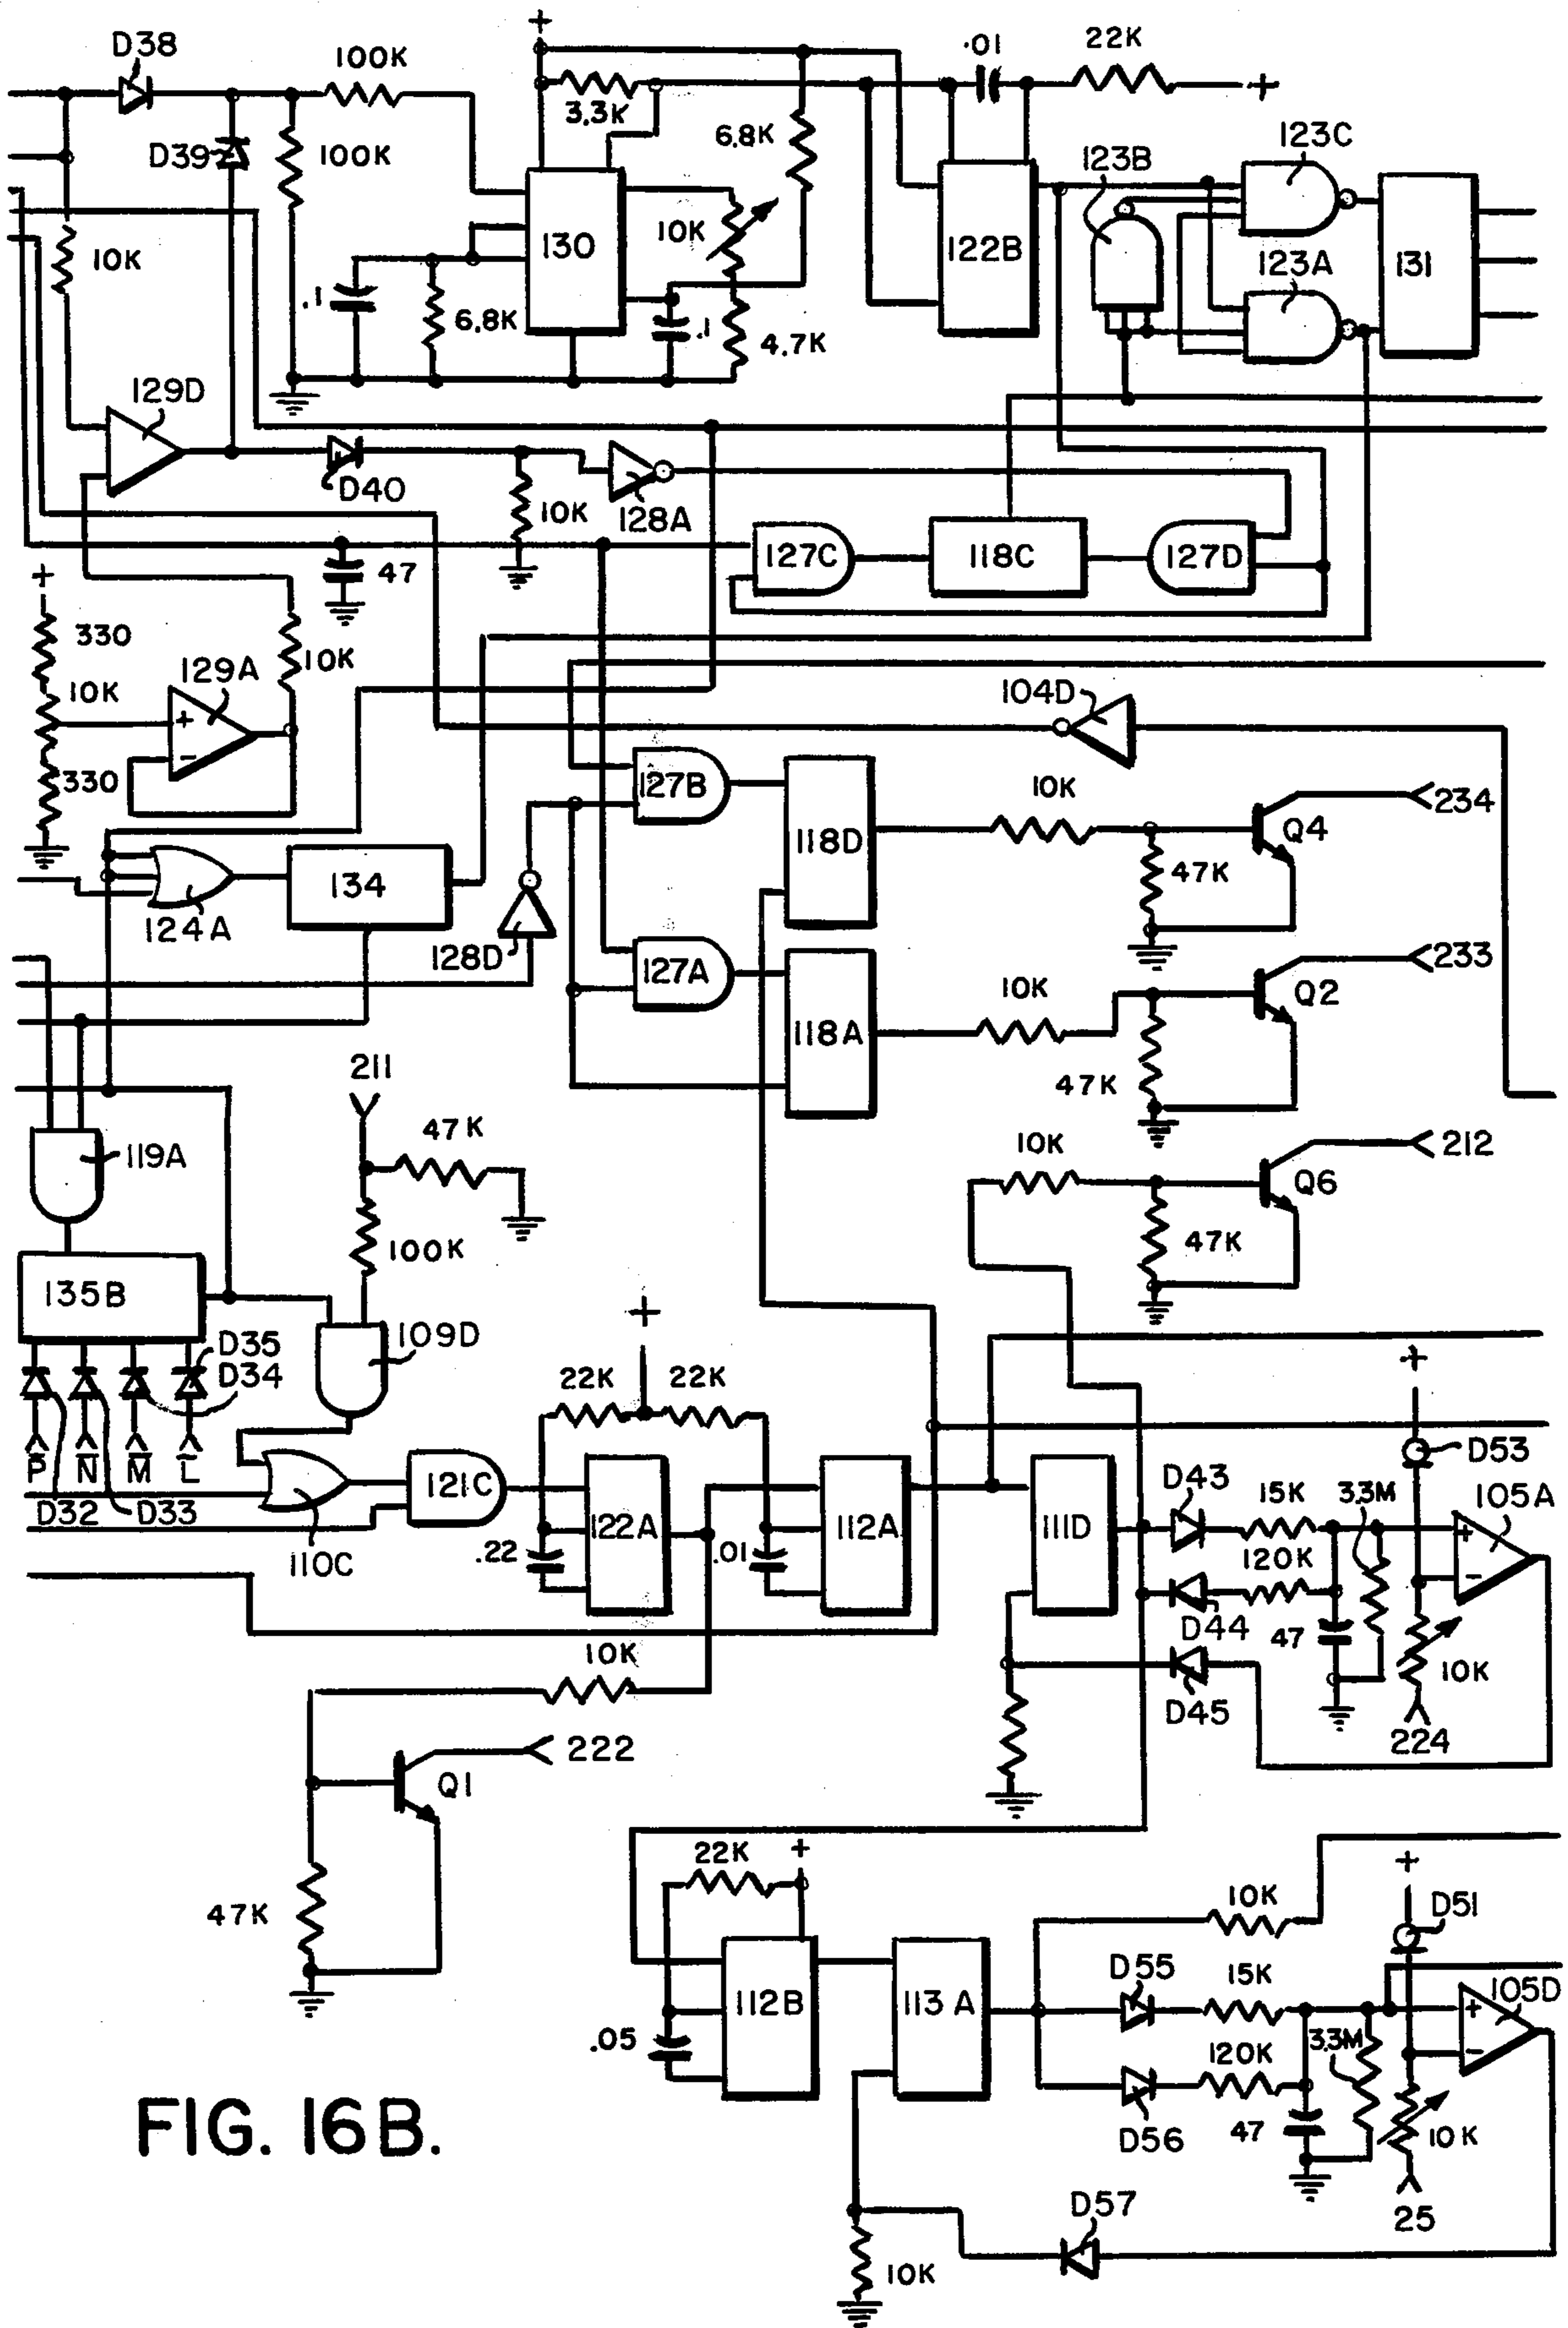 D38
100K
+
.01
22K
+
3.3K
D39
100K
6.8K
123B
123C
10K
130
10K
122B
123A
131
.1
6.8K
.1
4.7K
129D
D40
10K
128A
127C
118C
127D
+
47
330
129A
10K
10K
+
-
330
104D
127B
118D
10K
234
Q4
47K
124A
134
128D
127A
118A
10K
233
Q2
47K
211
47K
119A
100K
10K
212
Q6
47K
135B
D35
D34
109D
+
22K
22K
+
P̅
N̅
M̅
L̅
D32
D33
110C
121C
122A
.22
.01
112A
111D
D43
15K
3.3M
D53
105A
+
-
120K
D44
47
10K
D45
224
10K
222
Q1
47K
22K
+
10K
+
D51
112B
113A
D55
15K
105D
+
-
.05
120K
3.3M
D56
47
10K
25
D57
10K
FIG. 16B.